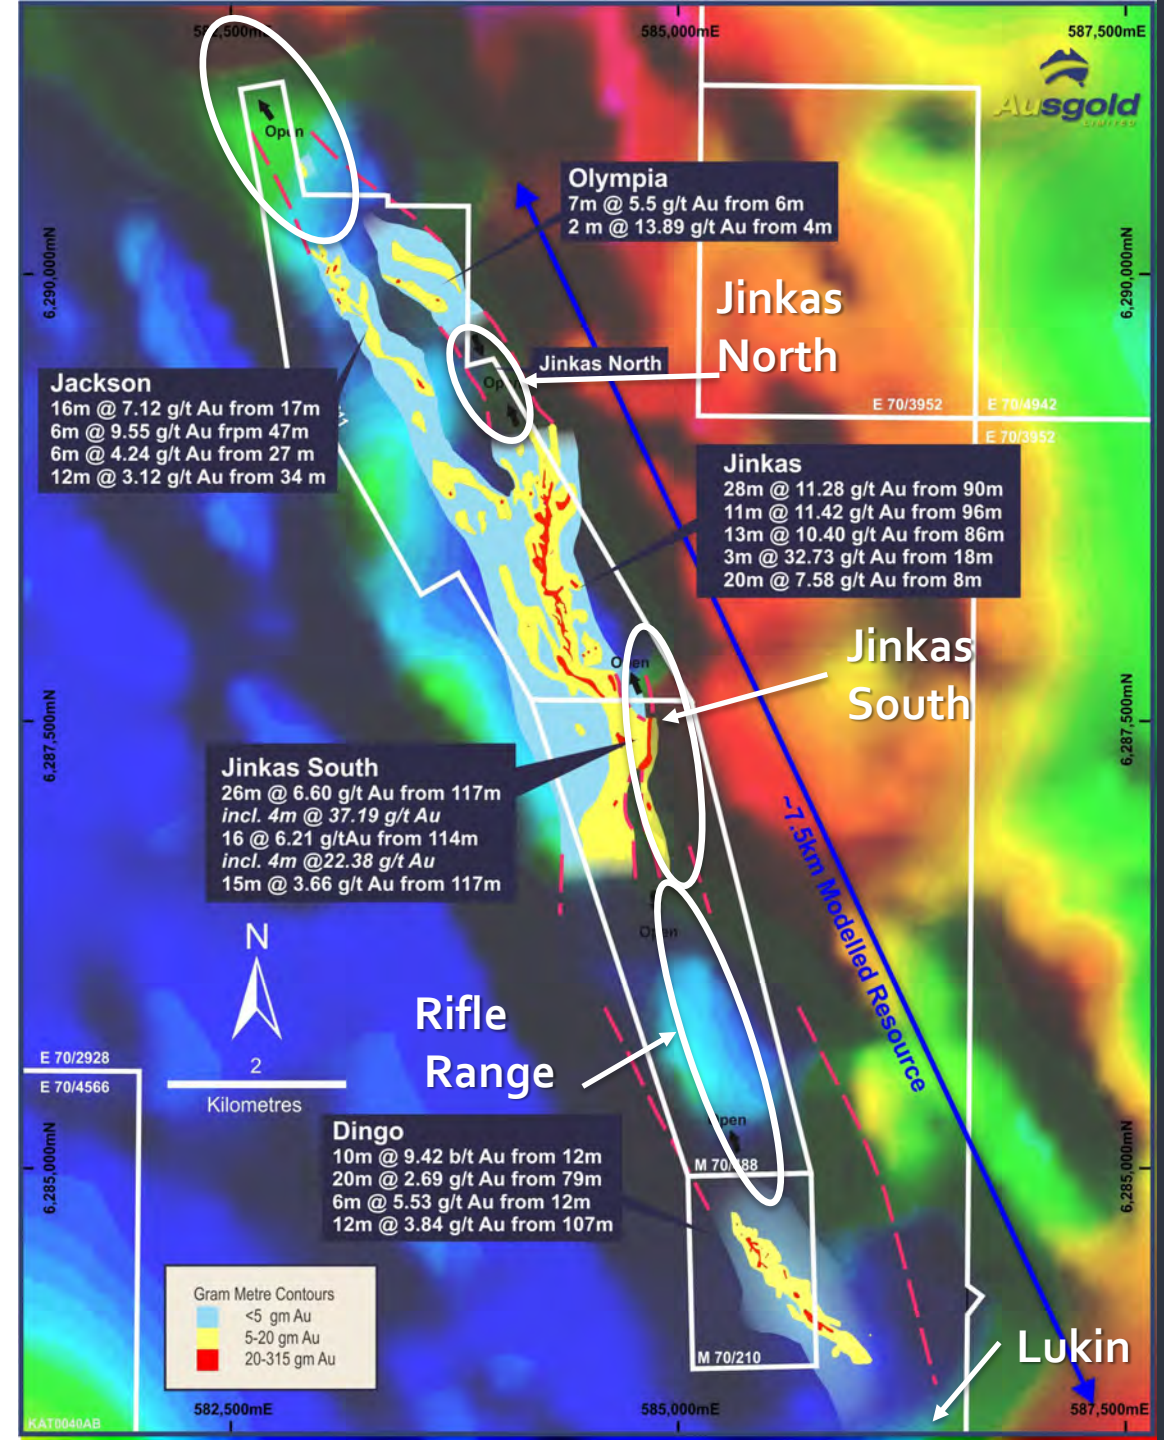 582,500mE
585,000mE
587,500mE
Ausgold
LIMITED
Open
Olympia
7m @ 5.5 g/t Au from 6m
2 m @ 13.89 g/t Au from 4m
6,290,000mN
6,290,000mN
Jinkas
North
Jinkas North
Open
Jackson
16m @ 7.12 g/t Au from 17m
6m @ 9.55 g/t Au frpm 47m
6m @ 4.24 g/t Au from 27 m
12m @ 3.12 g/t Au from 34 m
E 70/3952
E 70/4942
E 70/3952
Jinkas
28m @ 11.28 g/t Au from 90m
11m @ 11.42 g/t Au from 96m
13m @ 10.40 g/t Au from 86m
3m @ 32.73 g/t Au from 18m
20m @ 7.58 g/t Au from 8m
Open
Jinkas
South
6,287,500mN
6,287,500mN
Jinkas South
26m @ 6.60 g/t Au from 117m
incl. 4m @ 37.19 g/t Au
16 @ 6.21 g/tAu from 114m
incl. 4m @22.38 g/t Au
15m @ 3.66 g/t Au from 117m
~7.5km Modelled Resource
N
Open
Rifle
Range
E 70/2928
E 70/4566
2
Kilometres
Open
Dingo
10m @ 9.42 b/t Au from 12m
20m @ 2.69 g/t Au from 79m
6m @ 5.53 g/t Au from 12m
12m @ 3.84 g/t Au from 107m
M 70/488
6,285,000mN
6,285,000mN
Gram Metre Contours
<5 gm Au
5-20 gm Au
20-315 gm Au
M 70/210
Lukin
KAT0040AB
582,500mE
585,000mE
587,500mE